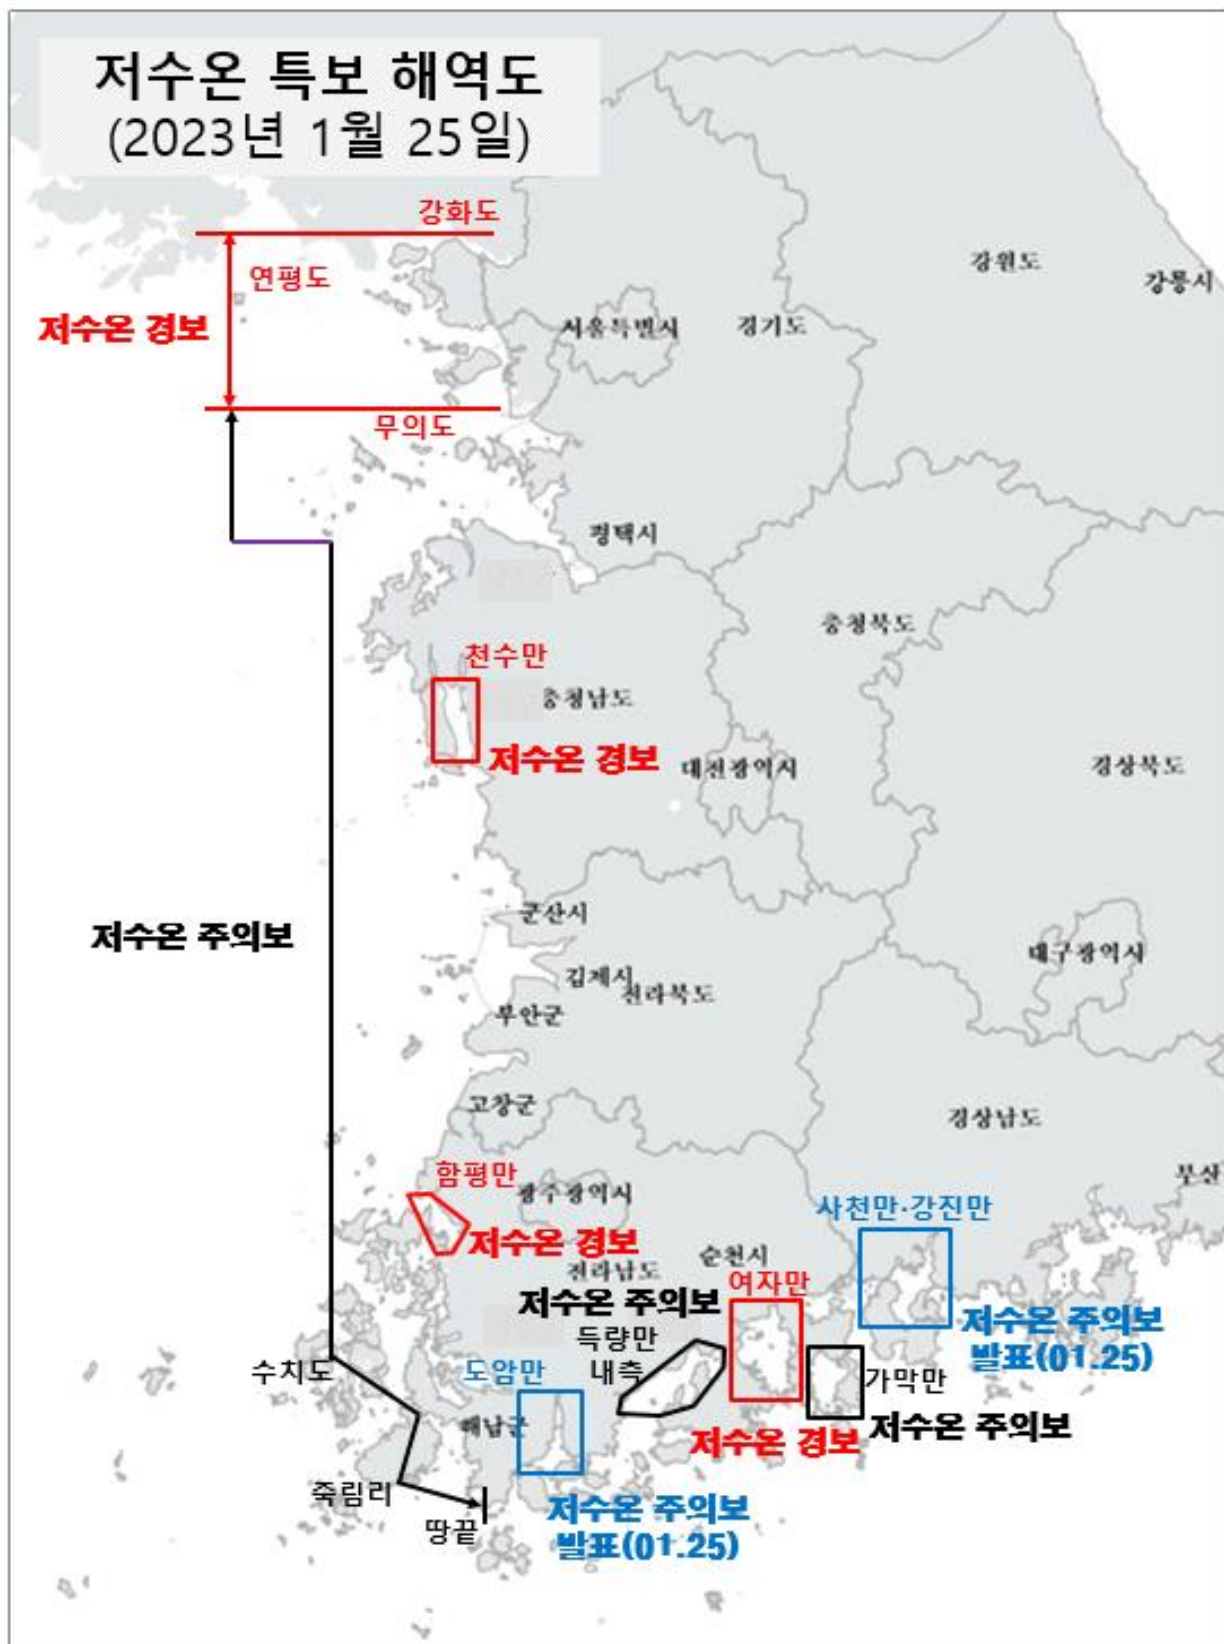 저수온 특보 해역도
(2023년 1월 25일)
강화도
연평도
강원도
강릉시
저수온 경보
서울특별시
경기도
무의도
평택시
충청북도
천수만
충청남도
저수온 경보
대전광역시
경상북도
저수온 주의보
군산시
대구광역시
김제시
전라북도
부안군
고창군
경상남도
함평만
광주광역시
부산
사천만·강진만
저수온 경보
순천시
전라남도
여자만
저수온 주의보
득량만
내측
저수온 주의보
발표(01.25)
수치도
도암만
가막만
해남군
저수온 주의보
저수온 경보
죽림리
땅끝
저수온 주의보
발표(01.25)